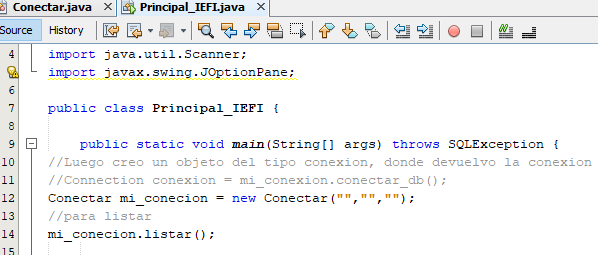 Conectar.java Principal_IEFI.java
Source History
4 import java.util.Scanner;
import javax.swing.JOptionPane;
6
7 public class Principal_IEFI {
8
9 public static void main(String[] args) throws SQLException {
10 //Luego creo un objeto del tipo conexion, donde devuelvo la conexion
11 //Connection conexion = mi_conexion.conectar_db();
12 Conectar mi_conecion = new Conectar("","","");
13 //para listar
14 mi_conecion.listar();
15